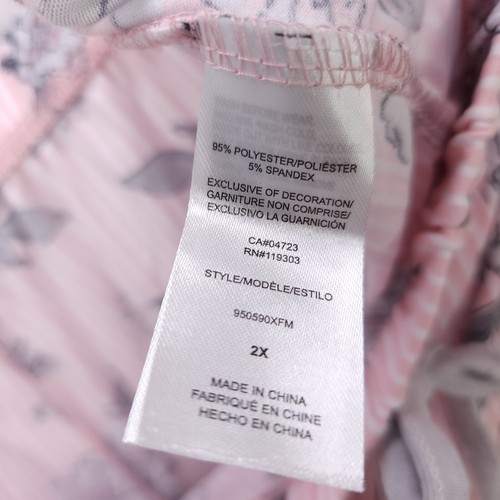 95% POLYESTER/POLIÉSTER
5% SPANDEX
EXCLUSIVE OF DECORATION/
GARNITURE NON COMPRISE/
EXCLUSIVO LA GUARNICIÓN
CA#04723
RN#119303
STYLE/MODÈLE/ESTILO
950590XFM
2X
MADE IN CHINA
FABRIQUÉ EN CHINE
HECHO EN CHINA